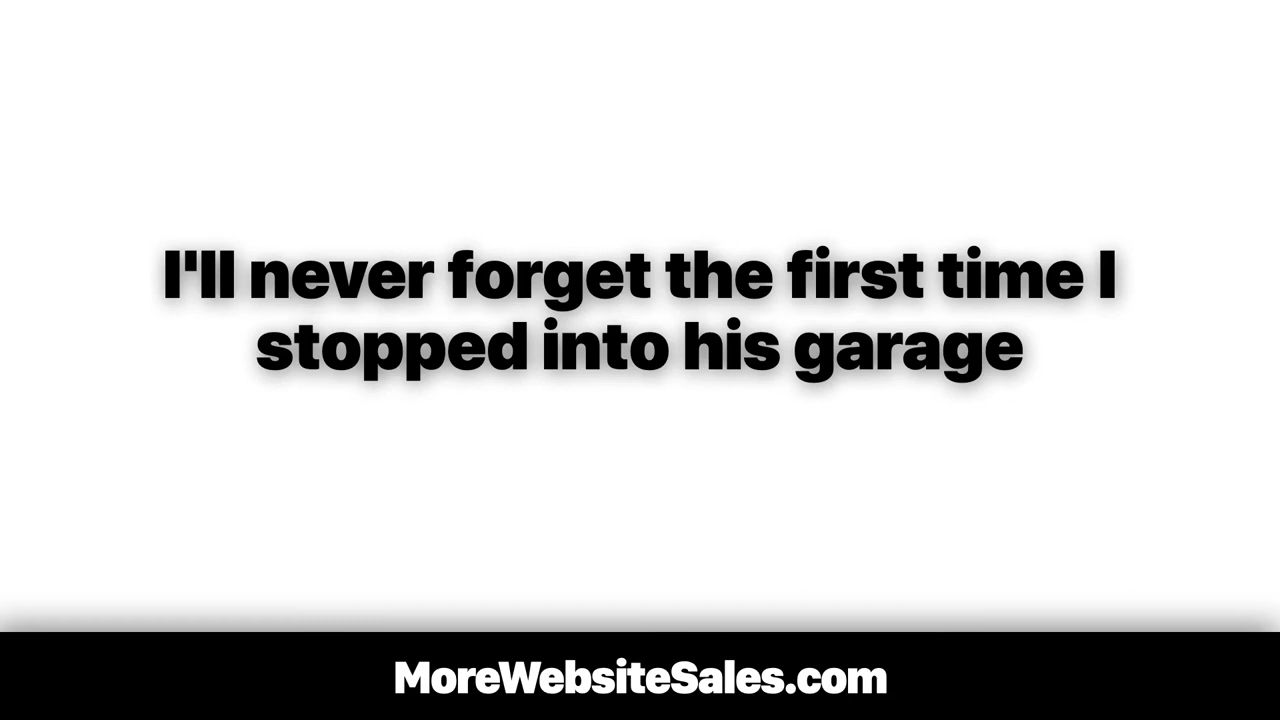 I'll never forget the first time I
stopped into his garage
MoreWebsiteSales.com